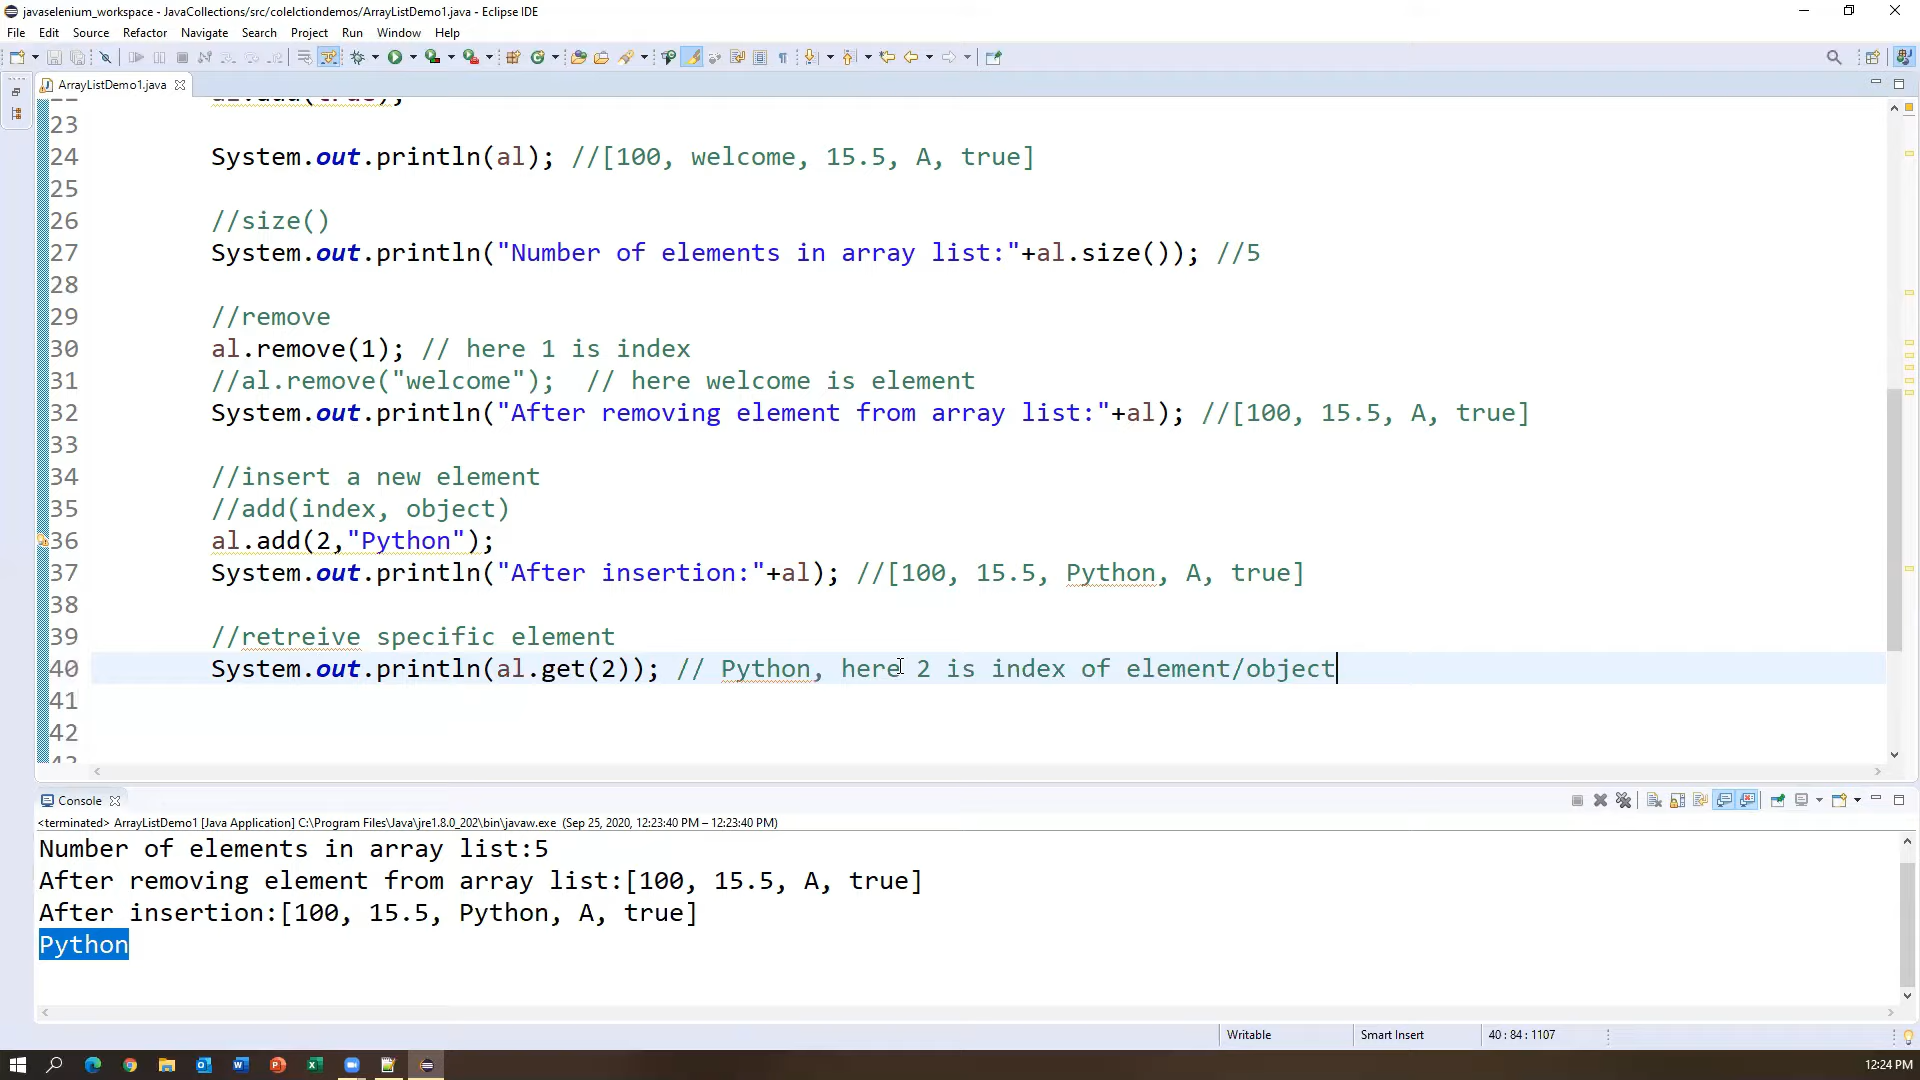 javaselenium_workspace - JavaCollections/src/colelctiondemos/ArrayListDemo1.java - Eclipse IDE
File Edit Source Refactor Navigate Search Project Run Window Help
ArrayListDemo1.java
23
24 System.out.println(al); //[100, welcome, 15.5, A, true]
25
26 //size()
27 System.out.println("Number of elements in array list:"+al.size()); //5
28
29 //remove
30 al.remove(1); // here 1 is index
31 //al.remove("welcome"); // here welcome is element
32 System.out.println("After removing element from array list:"+al); //[100, 15.5, A, true]
33
34 //insert a new element
35 //add(index, object)
36 al.add(2,"Python");
37 System.out.println("After insertion:"+al); //[100, 15.5, Python, A, true]
38
39 //retreive specific element
40 System.out.println(al.get(2)); // Python, here 2 is index of element/object
41
42
Console
<terminated> ArrayListDemo1 [Java Application] C:\Program Files\Java\jre1.8.0_202\bin\javaw.exe (Sep 25, 2020, 12:23:40 PM – 12:23:40 PM)
Number of elements in array list:5
After removing element from array list:[100, 15.5, A, true]
After insertion:[100, 15.5, Python, A, true]
Python
Writable Smart Insert 40 : 84 : 1107
12:24 PM